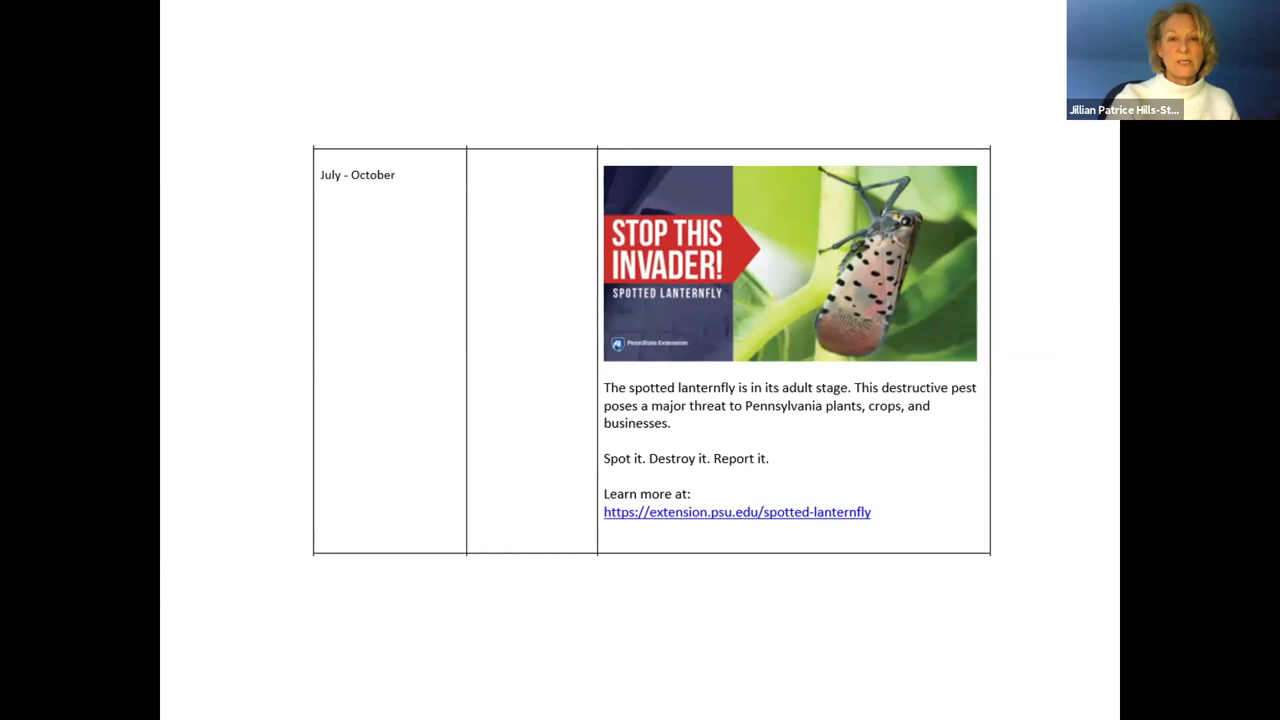 Jillian Patrice Hills-St...
July - October
STOP THIS
INVADER!
SPOTTED LANTERNFLY
PennState Extension
The spotted lanternfly is in its adult stage. This destructive pest
poses a major threat to Pennsylvania plants, crops, and
businesses.
Spot it. Destroy it. Report it.
Learn more at:
https://extension.psu.edu/spotted-lanternfly